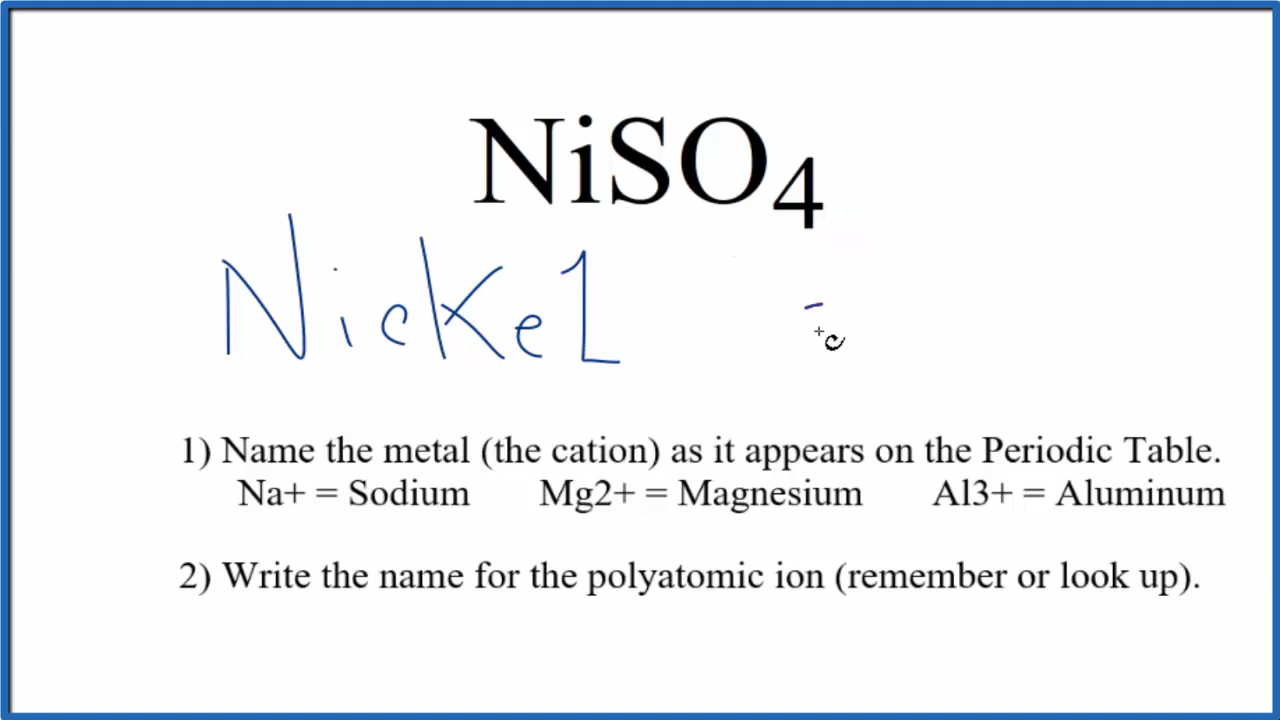 NiSO₄
Nickel
1) Name the metal (the cation) as it appears on the Periodic Table.
Na+ = Sodium Mg2+ = Magnesium Al3+ = Aluminum
2) Write the name for the polyatomic ion (remember or look up).